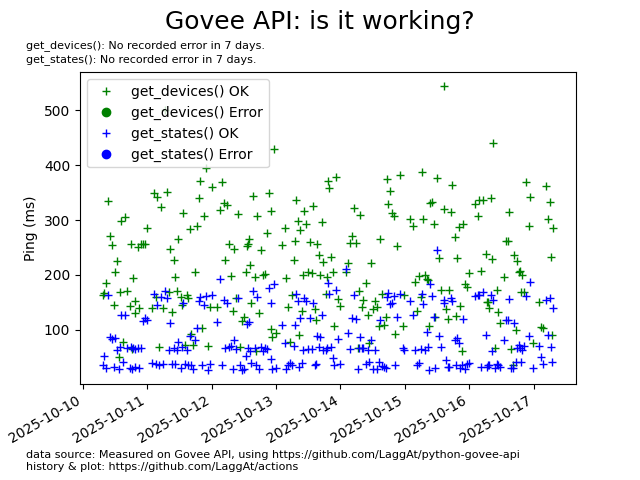 Govee API: is it working?
get_devices(): No recorded error in 7 days.
get_states(): No recorded error in 7 days.
get_devices() OK
get_devices() Error
get_states() OK
get_states() Error
Ping (ms)
500
400
300
200
100
2025-10-10
2025-10-11
2025-10-12
2025-10-13
2025-10-14
2025-10-15
2025-10-16
2025-10-17
data source: Measured on Govee API, using https://github.com/LaggAt/python-govee-api
history & plot: https://github.com/LaggAt/actions